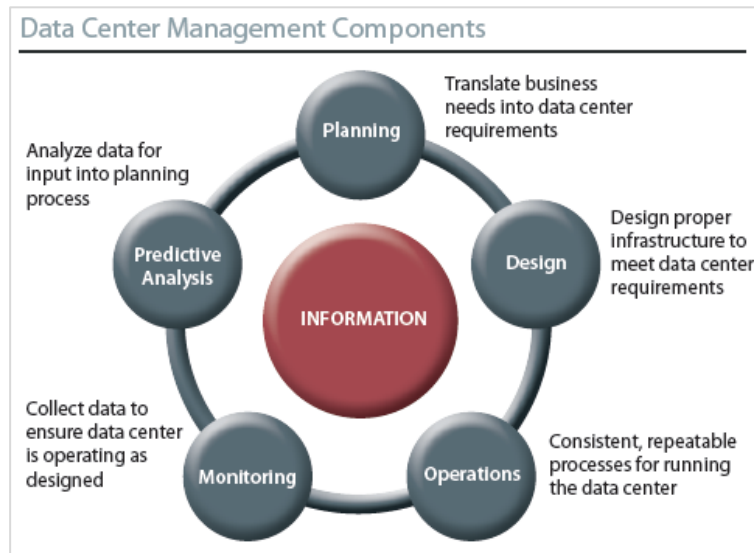 Data Center Management Components
Planning
Translate business
needs into data center
requirements
Design
Design proper
infrastructure to
meet data center
requirements
Operations
Consistent, repeatable
processes for running
the data center
Monitoring
Collect data to
ensure data center
is operating as
designed
Predictive
Analysis
Analyze data for
input into planning
process
INFORMATION